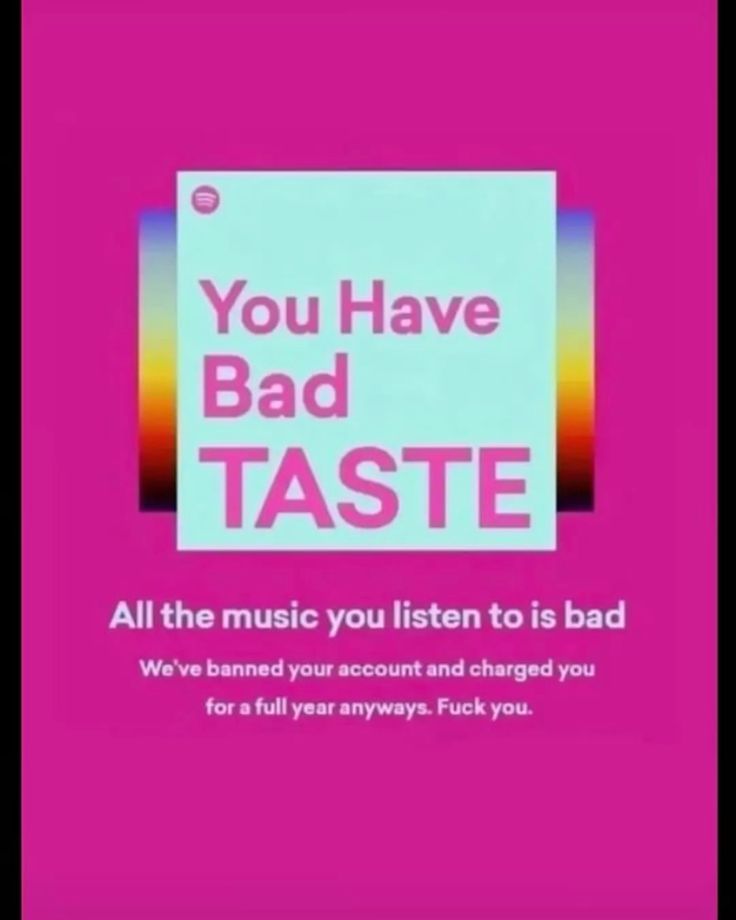 You Have
Bad
TASTE
All the music you listen to is bad
We've banned your account and charged you
for a full year anyways. Fuck you.